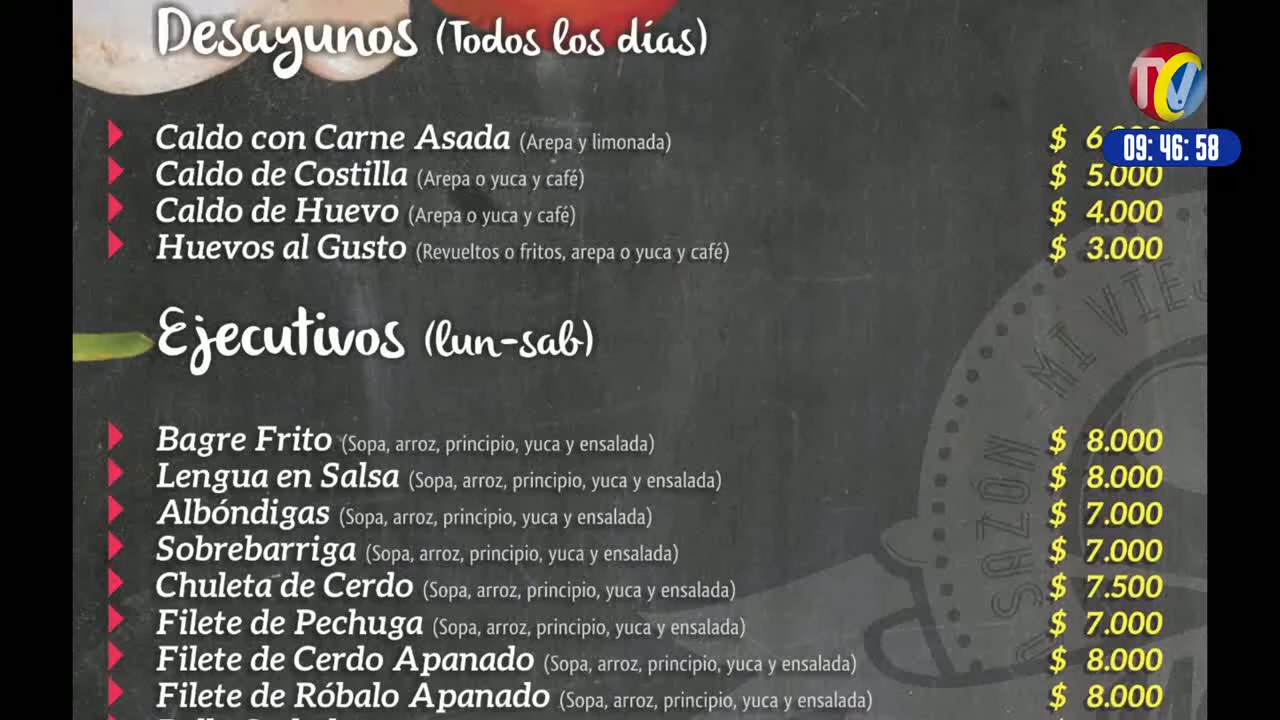 Desayunos (Todos los días)
TVC
Caldo con Carne Asada (Arepa y limonada) $ 6.000
09: 46: 58
Caldo de Costilla (Arepa o yuca y café) $ 5.000
Caldo de Huevo (Arepa o yuca y café) $ 4.000
Huevos al Gusto (Revueltos o fritos, arepa o yuca y café) $ 3.000
Ejecutivos (lun-sab)
SAZÓN · MI VIEJ
Bagre Frito (Sopa, arroz, principio, yuca y ensalada) $ 8.000
Lengua en Salsa (Sopa, arroz, principio, yuca y ensalada) $ 8.000
Albóndigas (Sopa, arroz, principio, yuca y ensalada) $ 7.000
Sobrebarriga (Sopa, arroz, principio, yuca y ensalada) $ 7.000
Chuleta de Cerdo (Sopa, arroz, principio, yuca y ensalada) $ 7.500
Filete de Pechuga (Sopa, arroz, principio, yuca y ensalada) $ 7.000
Filete de Cerdo Apanado (Sopa, arroz, principio, yuca y ensalada) $ 8.000
Filete de Róbalo Apanado (Sopa, arroz, principio, yuca y ensalada) $ 8.000